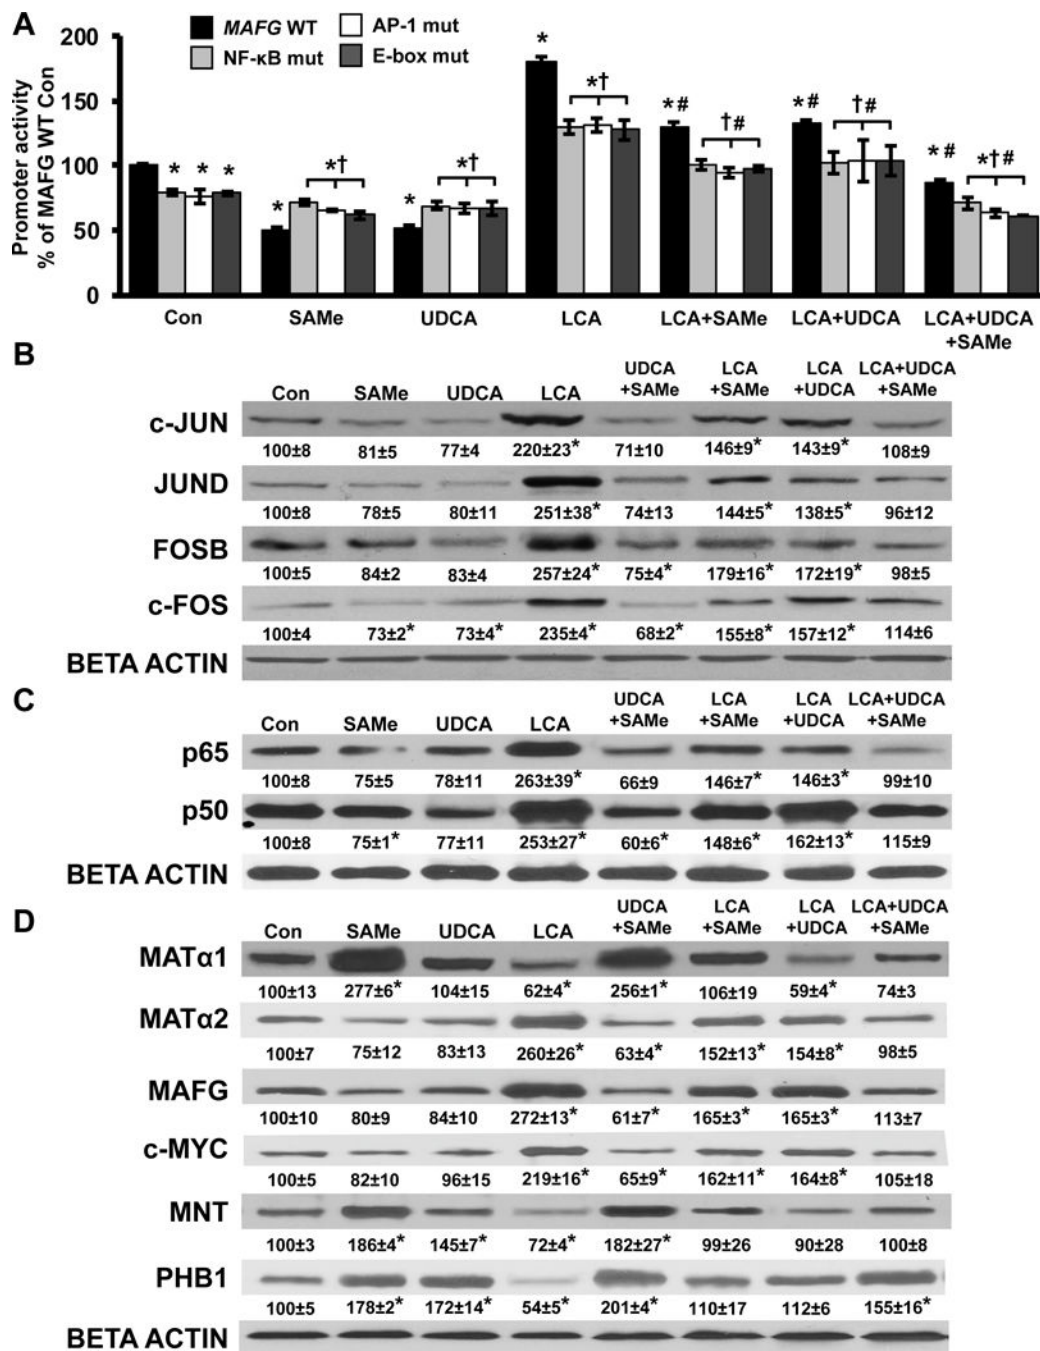 A
200
150
100
50
0
Promoter activity
% of MAFG WT Con
MAFG WT
AP-1 mut
NF-κB mut
E-box mut
* * *
*
*†
*
*†
*
*†
*#
†#
*#
†#
*#
*†#
Con SAMe UDCA LCA LCA+SAMe LCA+UDCA LCA+UDCA
+SAMe
B
Con SAMe UDCA LCA UDCA
+SAMe LCA
+SAMe LCA
+UDCA LCA+UDCA
+SAMe
c-JUN
100±8 81±5 77±4 220±23* 71±10 146±9* 143±9* 108±9
JUND
100±8 78±5 80±11 251±38* 74±13 144±5* 138±5* 96±12
FOSB
100±5 84±2 83±4 257±24* 75±4* 179±16* 172±19* 98±5
c-FOS
100±4 73±2* 73±4* 235±4* 68±2* 155±8* 157±12* 114±6
BETA ACTIN
C
Con SAMe UDCA LCA UDCA
+SAMe LCA
+SAMe LCA
+UDCA LCA+UDCA
+SAMe
p65
100±8 75±5 78±11 263±39* 66±9 146±7* 146±3* 99±10
p50
100±8 75±1* 77±11 253±27* 60±6* 148±6* 162±13* 115±9
BETA ACTIN
D
Con SAMe UDCA LCA UDCA
+SAMe LCA
+SAMe LCA
+UDCA LCA+UDCA
+SAMe
MATα1
100±13 277±6* 104±15 62±4* 256±1* 106±19 59±4* 74±3
MATα2
100±7 75±12 83±13 260±26* 63±4* 152±13* 154±8* 98±5
MAFG
100±10 80±9 84±10 272±13* 61±7* 165±3* 165±3* 113±7
c-MYC
100±5 82±10 96±15 219±16* 65±9* 162±11* 164±8* 105±18
MNT
100±3 186±4* 145±7* 72±4* 182±27* 99±26 90±28 100±8
PHB1
100±5 178±2* 172±14* 54±5* 201±4* 110±17 112±6 155±16*
BETA ACTIN